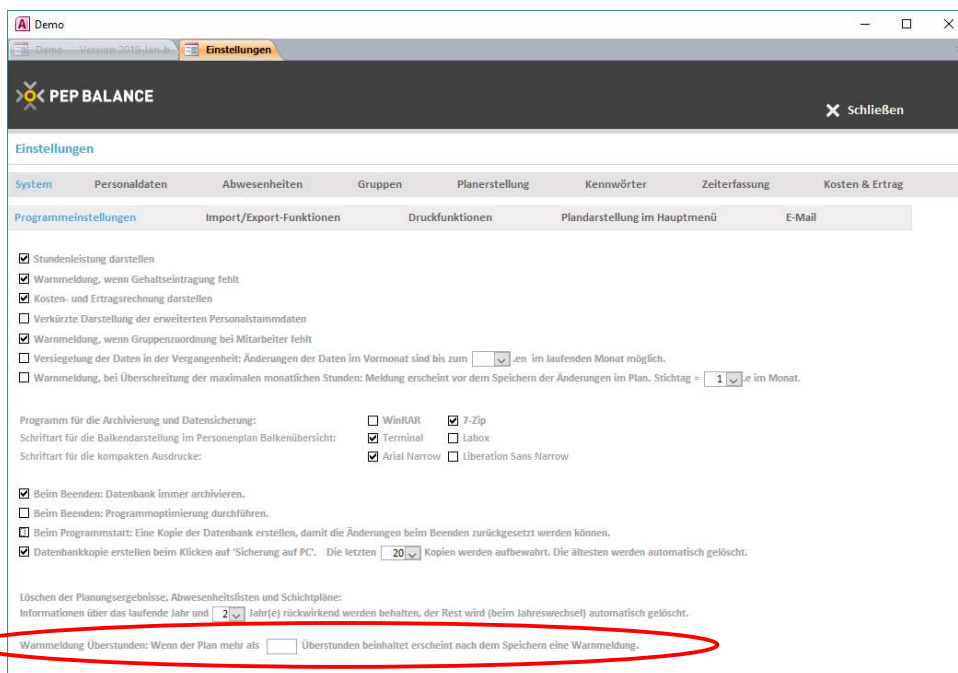 Demo
Demo Version 2019-Jan-b Einstellungen
PEP BALANCE
Schließen
Einstellungen
System Personaldaten Abwesenheiten Gruppen Planerstellung Kennwörter Zeiterfassung Kosten & Ertrag
Programmeinstellungen Import/Export-Funktionen Druckfunktionen Plandarstellung im Hauptmenü E-Mail
Stundenleistung darstellen
Warnmeldung, wenn Gehaltseintragung fehlt
Kosten- und Ertragsrechnung darstellen
Verkürzte Darstellung der erweiterten Personalstammdaten
Warnmeldung, wenn Gruppenzuordnung bei Mitarbeiter fehlt
Versiegelung der Daten in der Vergangenheit: Änderungen der Daten im Vormonat sind bis zum .en im laufenden Monat möglich.
Warnmeldung, bei Überschreitung der maximalen monatlichen Stunden: Meldung erscheint vor dem Speichern der Änderungen im Plan. Stichtag = 1 .e im Monat.
Programm für die Archivierung und Datensicherung: WinRAR 7-Zip
Schriftart für die Balkendarstellung im Personenplan Balkenübersicht: Terminal Labox
Schriftart für die kompakten Ausdrucke: Arial Narrow Liberation Sans Narrow
Beim Beenden: Datenbank immer archivieren.
Beim Beenden: Programmoptimierung durchführen.
Beim Programmstart: Eine Kopie der Datenbank erstellen, damit die Änderungen beim Beenden zurückgesetzt werden können.
Datenbankkopie erstellen beim Klicken auf 'Sicherung auf PC'. Die letzten 20 Kopien werden aufbewahrt. Die ältesten werden automatisch gelöscht.
Löschen der Planungsergebnisse, Abwesenheitslisten und Schichtpläne:
Informationen über das laufende Jahr und 2 Jahr(e) rückwirkend werden behalten, der Rest wird (beim Jahreswechsel) automatisch gelöscht.
Warnmeldung Überstunden: Wenn der Plan mehr als Überstunden beinhaltet erscheint nach dem Speichern eine Warnmeldung.